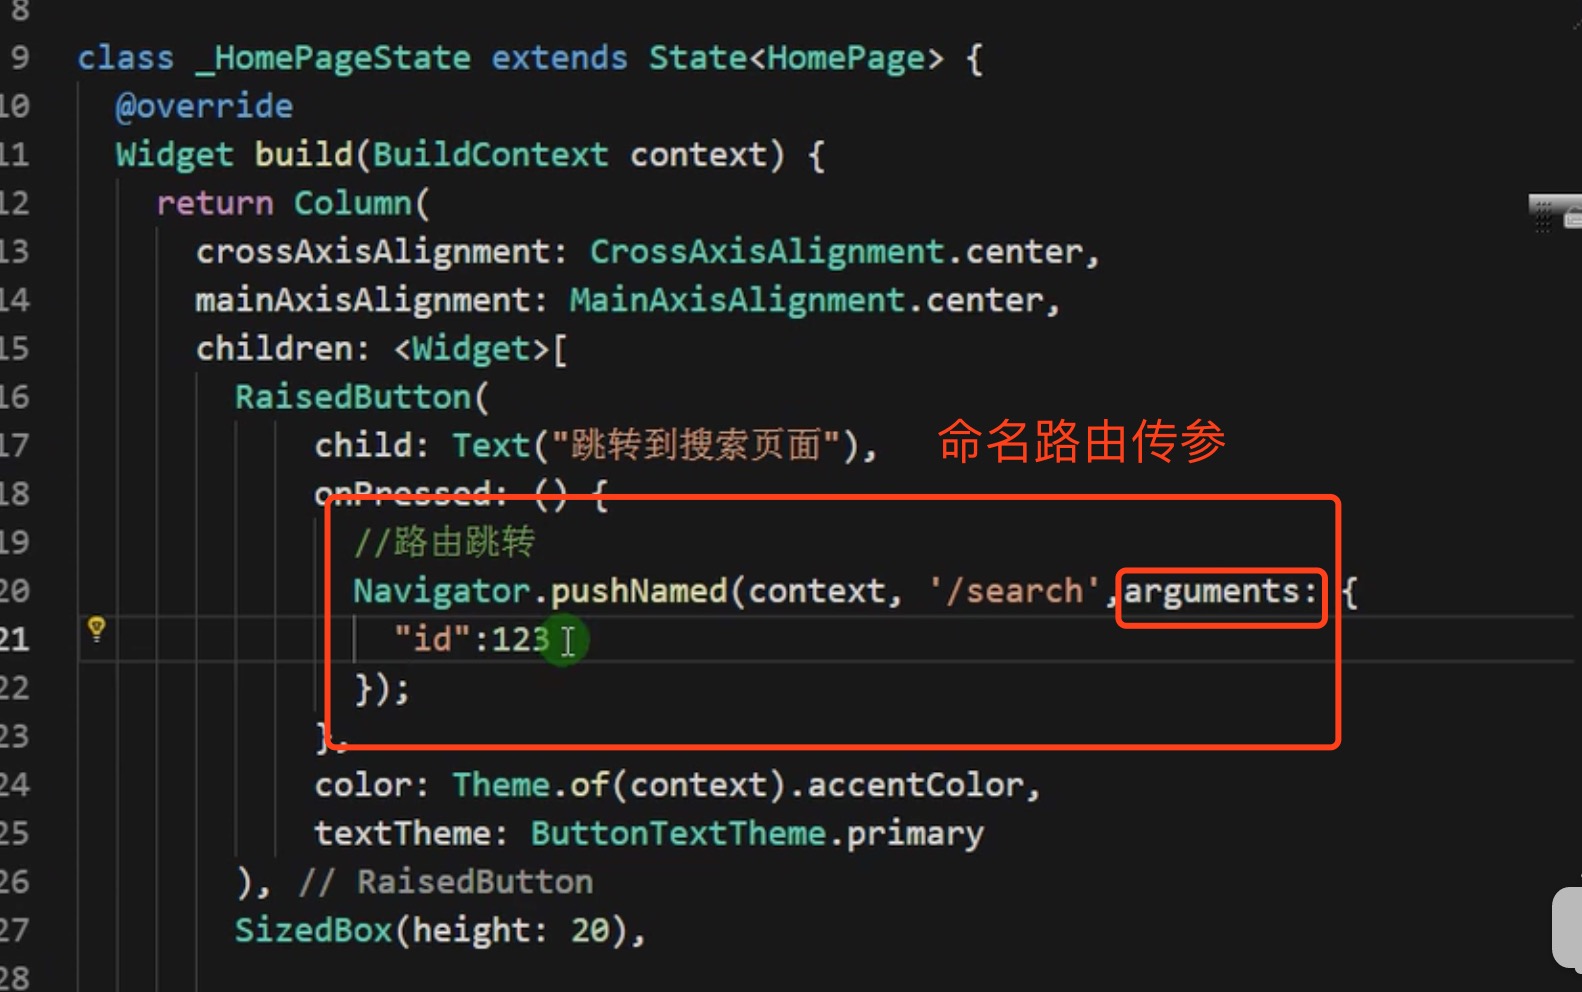 8
9 class _HomePageState extends State<HomePage> {
10 @override
11 Widget build(BuildContext context) {
12 return Column(
13 crossAxisAlignment: CrossAxisAlignment.center,
14 mainAxisAlignment: MainAxisAlignment.center,
15 children: <Widget>[
16 RaisedButton(
17 child: Text("跳转到搜索页面"), 命名路由传参
18 onPressed: () {
19 //路由跳转
20 Navigator.pushNamed(context, '/search',arguments: {
21 "id":123
22 });
23 },
24 color: Theme.of(context).accentColor,
25 textTheme: ButtonTextTheme.primary
26 ), // RaisedButton
27 SizedBox(height: 20),
28